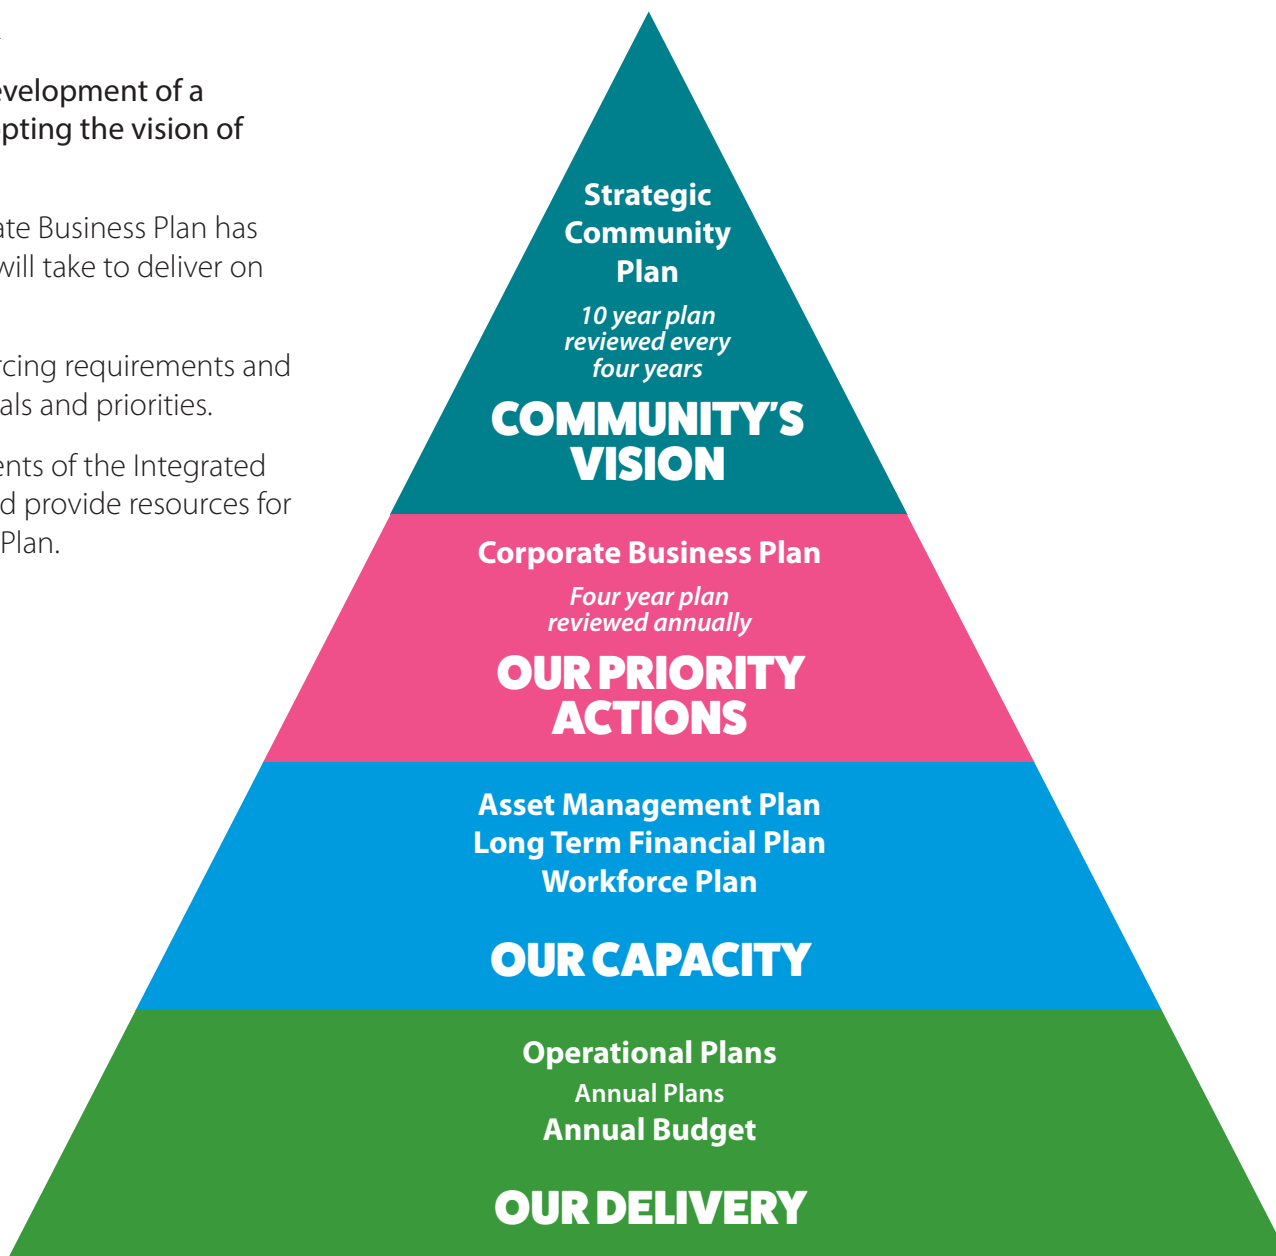 evelopment of a
pting the vision of
ate Business Plan has
will take to deliver on
rcing requirements and
als and priorities.
ents of the Integrated
d provide resources for
Plan.
Strategic
Community
Plan
10 year plan
reviewed every
four years
COMMUNITY'S
VISION
Corporate Business Plan
Four year plan
reviewed annually
OUR PRIORITY
ACTIONS
Asset Management Plan
Long Term Financial Plan
Workforce Plan
OUR CAPACITY
Operational Plans
Annual Plans
Annual Budget
OUR DELIVERY